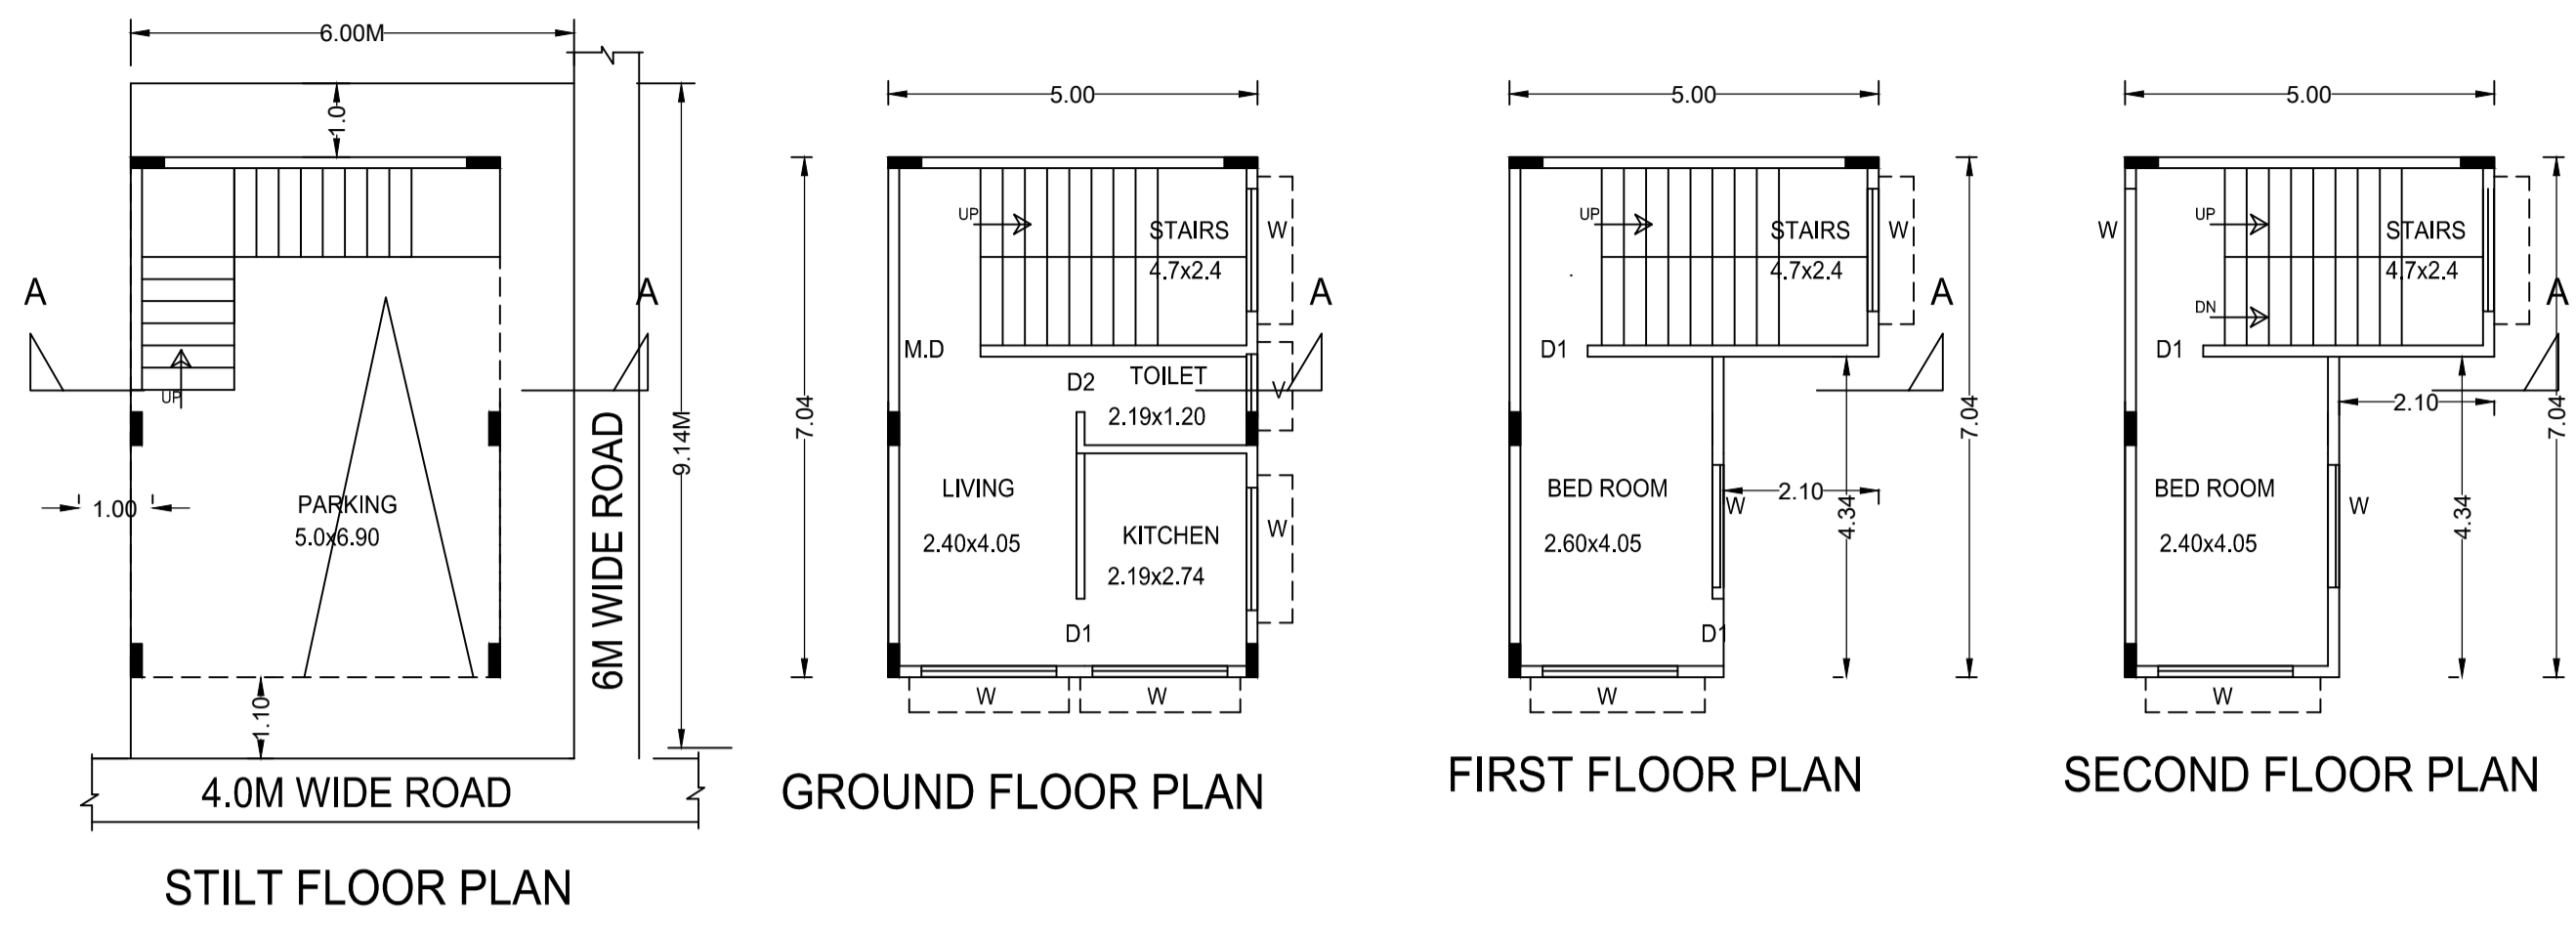 6.00M
1.0
A
A
UP
1.00
PARKING
5.0x6.90
9.14M
6M WIDE ROAD
1.10
4.0M WIDE ROAD
STILT FLOOR PLAN
5.00
UP
STAIRS
4.7x2.4
W
A
M.D
D2
TOILET
2.19x1.20
V
7.04
LIVING
2.40x4.05
KITCHEN
2.19x2.74
W
D1
W
W
GROUND FLOOR PLAN
5.00
UP
STAIRS
4.7x2.4
W
A
D1
7.04
BED ROOM
2.60x4.05
W
2.10
4.34
D1
W
FIRST FLOOR PLAN
5.00
W
UP
STAIRS
4.7x2.4
A
DN
D1
2.10
7.04
BED ROOM
2.40x4.05
W
4.34
W
SECOND FLOOR PLAN